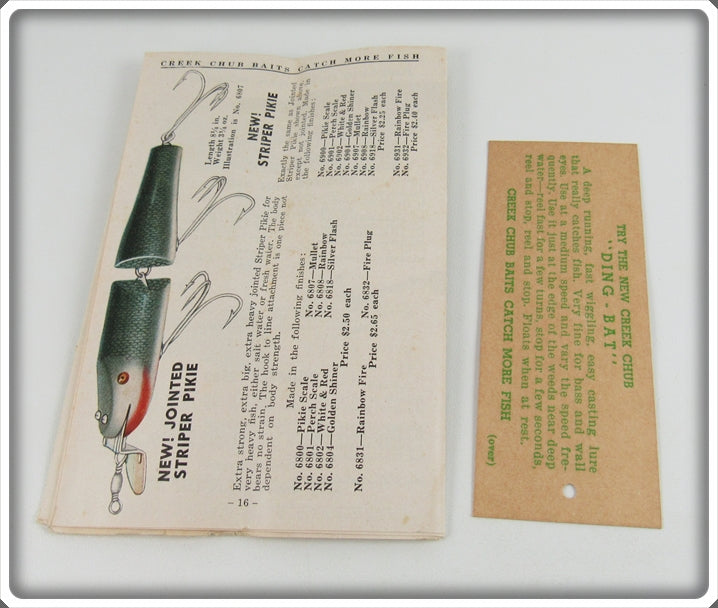 CREEK CHUB BAITS CATCH MORE FISH
NEW! JOINTED
STRIPER PIKIE
Length 6¼ in.
Weight 3½ oz.
Illustration is No. 6807
Extra strong, extra big, extra heavy Jointed Striper Pikie for
very heavy fish, either salt water or fresh water. The body
bears no strain. The hook to line attachment is one piece not
dependent on body strength.
Made in the following finishes:
No. 6800—Pikie Scale
No. 6801—Perch Scale
No. 6802—White & Red
No. 6804—Golden Shiner
No. 6807—Mullet
No. 6808—Rainbow
No. 6818—Silver Flash
Price $2.50 each
No. 6831—Rainbow Fire
No. 6832—Fire Plug
Price $2.65 each
NEW!
STRIPER PIKIE
Exactly the same as Jointed
Striper Pikie shown above,
except not jointed. Made in
the following finishes:
No. 6900—Pikie Scale
No. 6901—Perch Scale
No. 6902—White & Red
No. 6904—Golden Shiner
No. 6907—Mullet
No. 6908—Rainbow
No. 6918—Silver Flash
Price $2.25 each
No. 6931—Rainbow Fire
No. 6932—Fire Plug
Price $2.40 each
– 16 –
TRY THE NEW CREEK CHUB
"DING-BAT"
A deep running, fast wiggling, easy casting lure
that really catches fish. Very fine for bass and wall
eyes. Use at a medium speed and vary the speed fre-
quently. Use it just at the edge of the weeds near deep
water—reel fast for a few turns, stop for a few seconds,
reel and stop, reel and stop. Floats when at rest.
CREEK CHUB BAITS CATCH MORE FISH
(over)